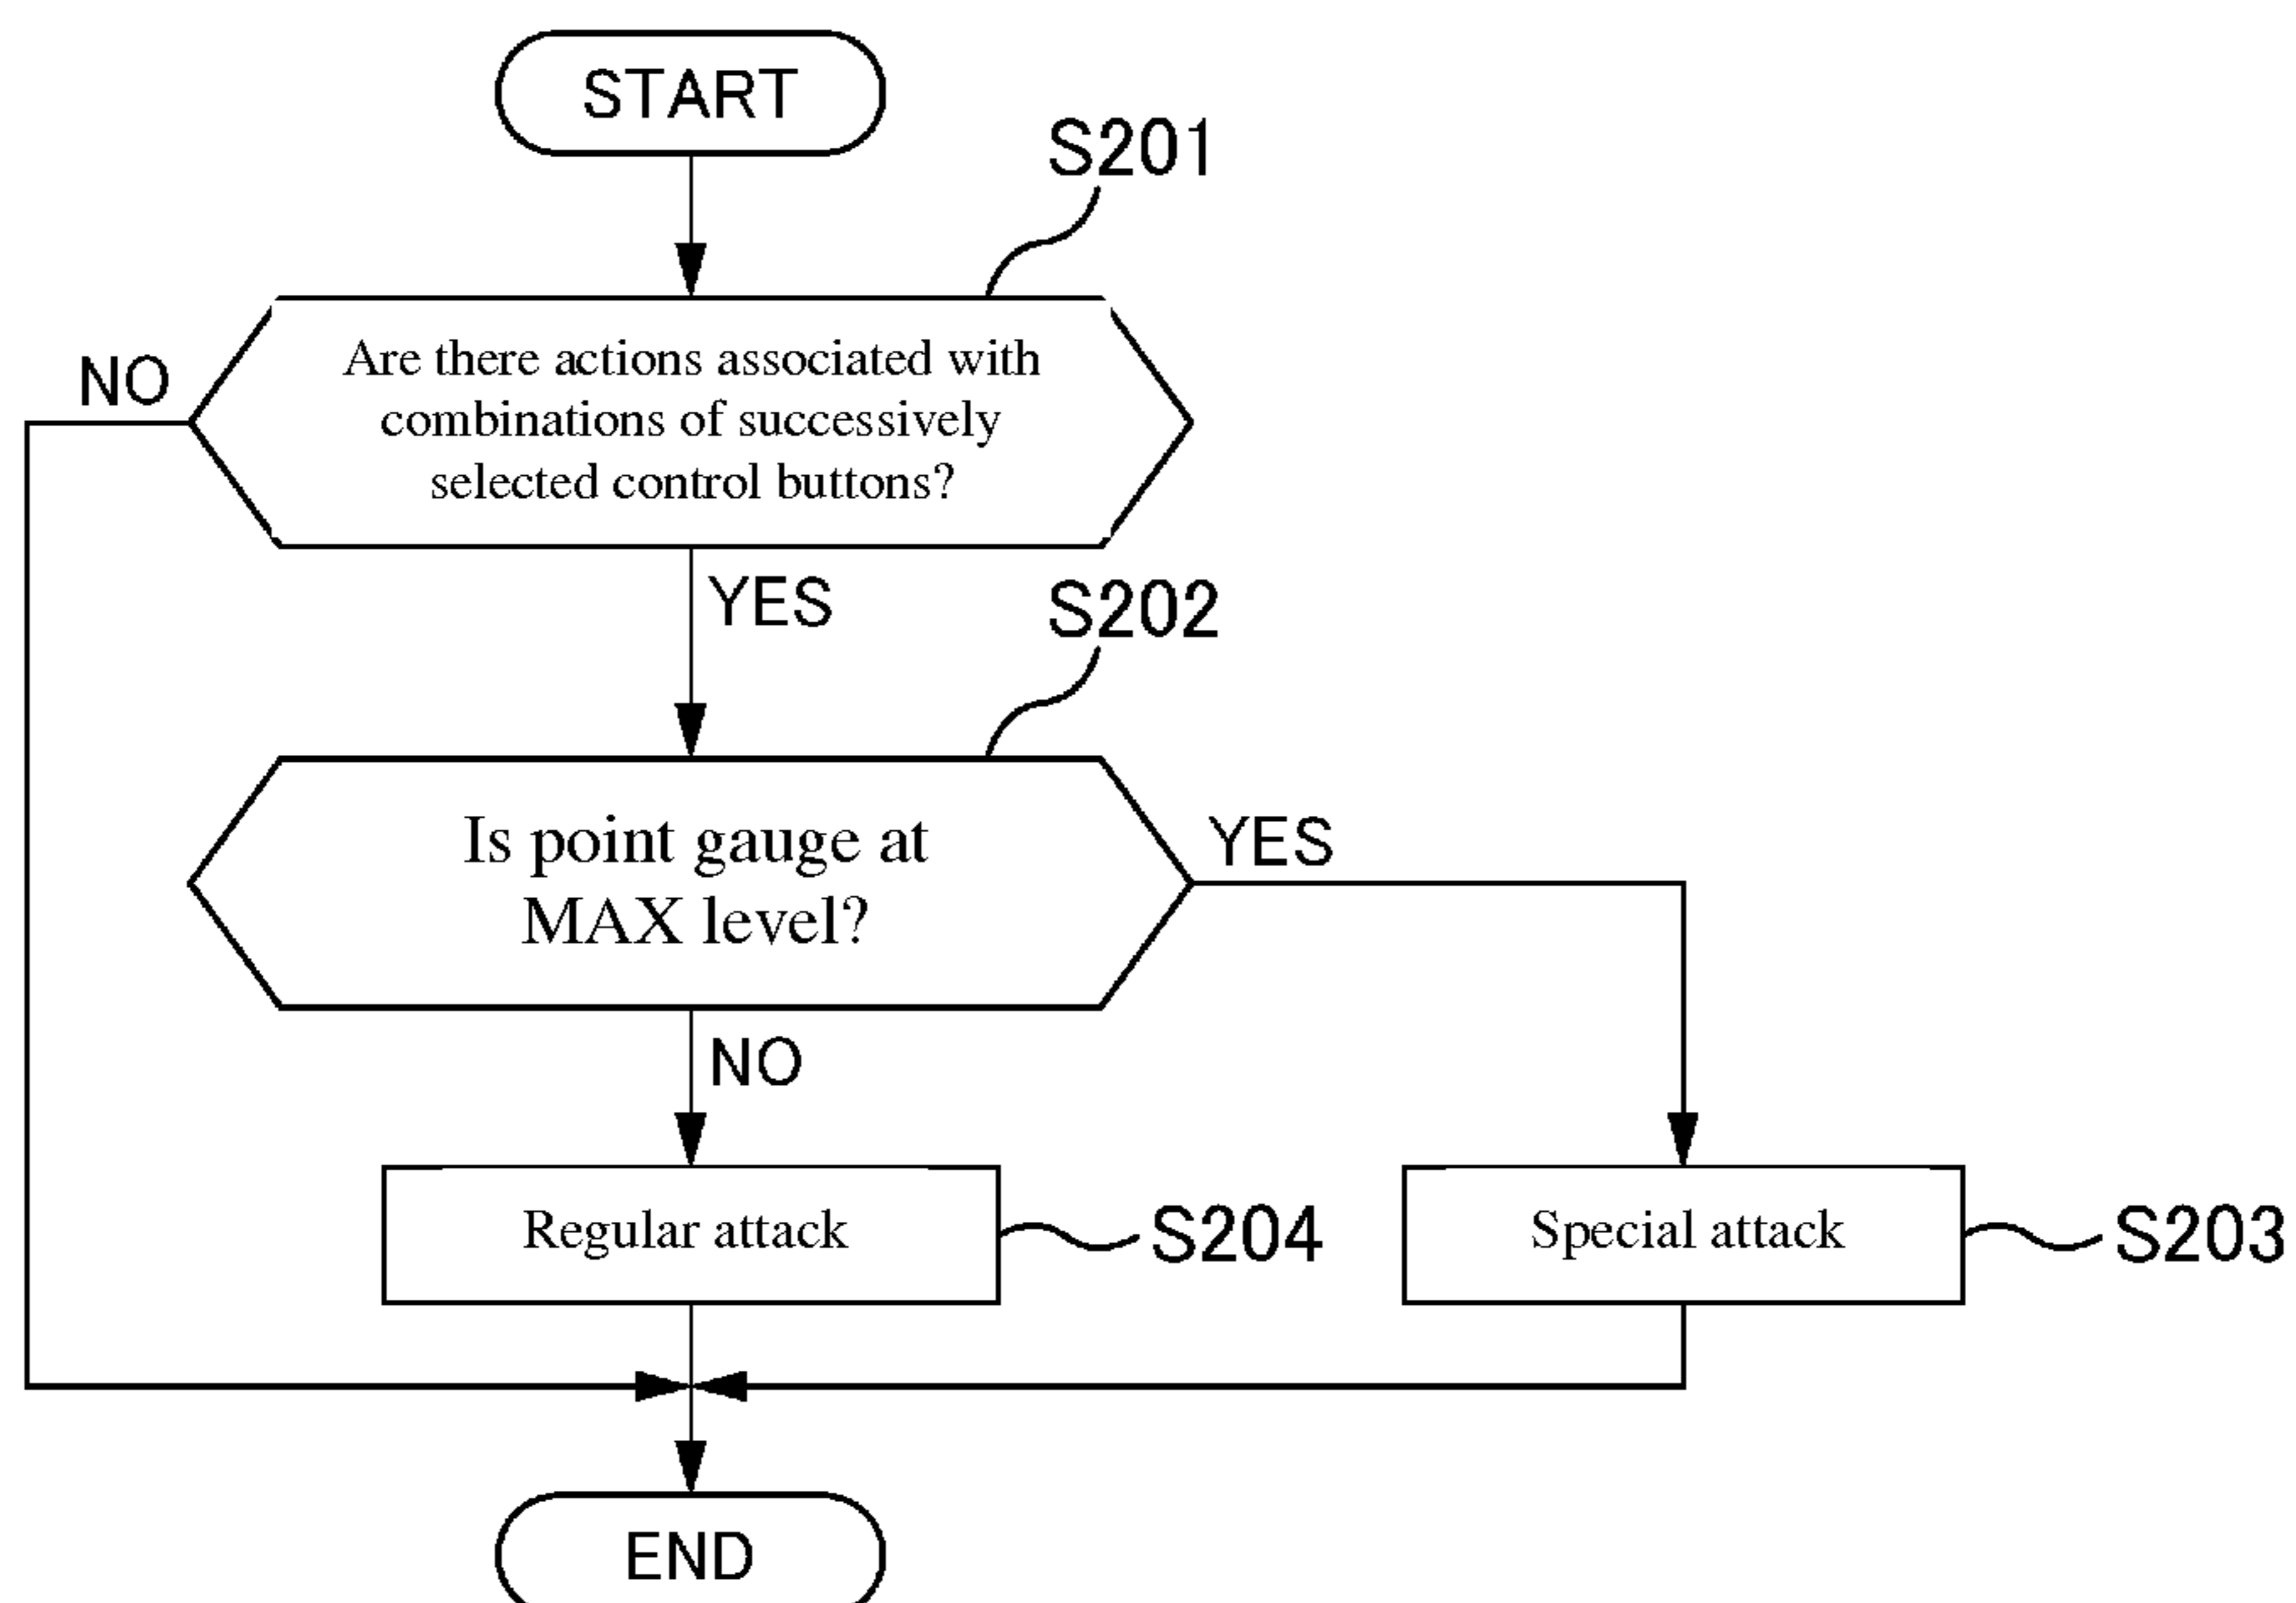 START
S201
NO
Are there actions associated with
combinations of successively
selected control buttons?
YES
S202
Is point gauge at
MAX level?
YES
NO
Regular attack
S204
Special attack
S203
END